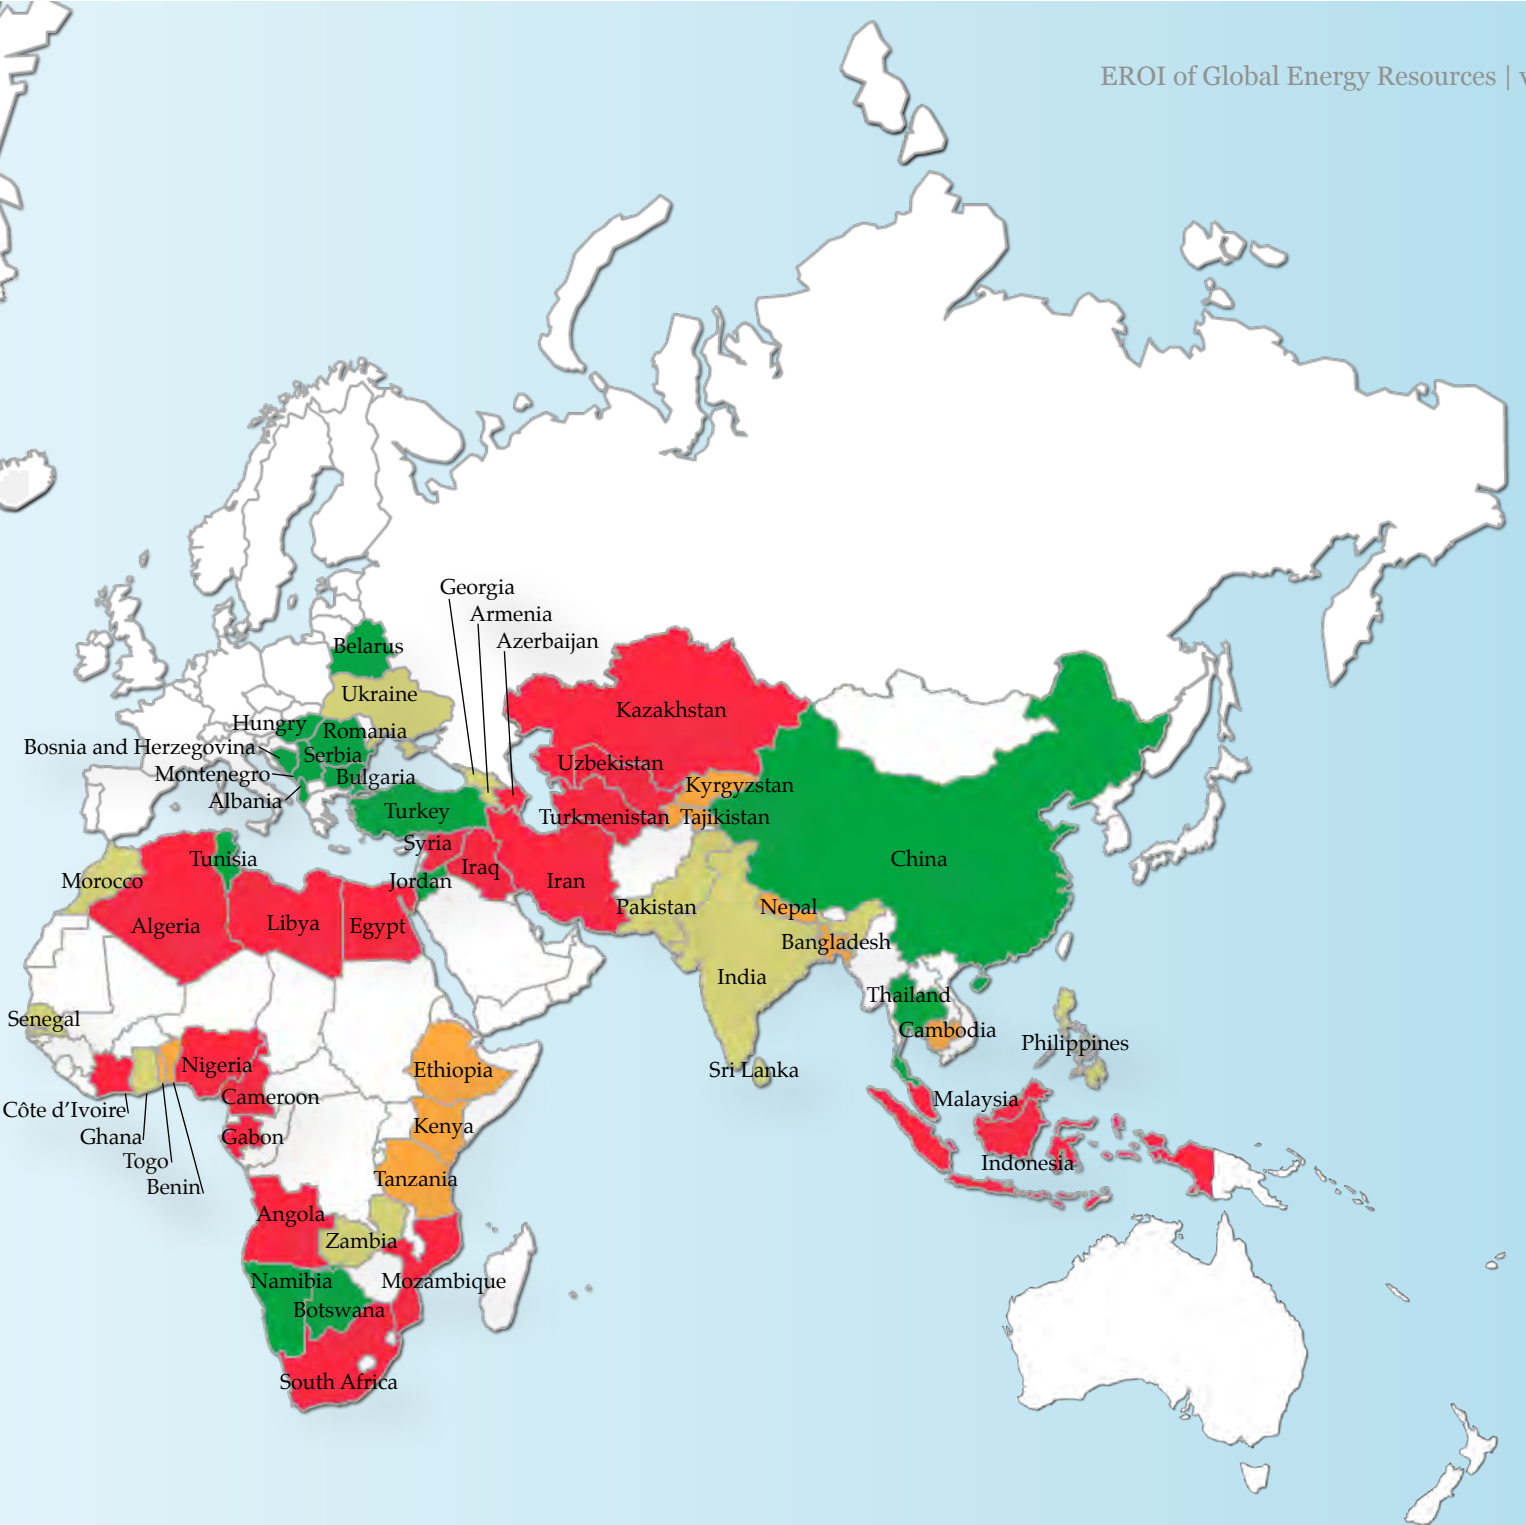 EROI of Global Energy Resources |
Georgia
Armenia
Azerbaijan
Belarus
Ukraine
Kazakhstan
Hungry
Romania
Bosnia and Herzegovina
Serbia
Uzbekistan
Montenegro
Bulgaria
Kyrgyzstan
Albania
Turkey
Turkmenistan
Tajikistan
Syria
Tunisia
China
Iraq
Morocco
Jordan
Iran
Pakistan
Nepal
Algeria
Libya
Egypt
Bangladesh
India
Thailand
Senegal
Cambodia
Philippines
Nigeria
Ethiopia
Sri Lanka
Cameroon
Malaysia
Côte d'Ivoire
Kenya
Ghana
Gabon
Togo
Indonesia
Tanzania
Benin
Angola
Zambia
Namibia
Mozambique
Botswana
South Africa